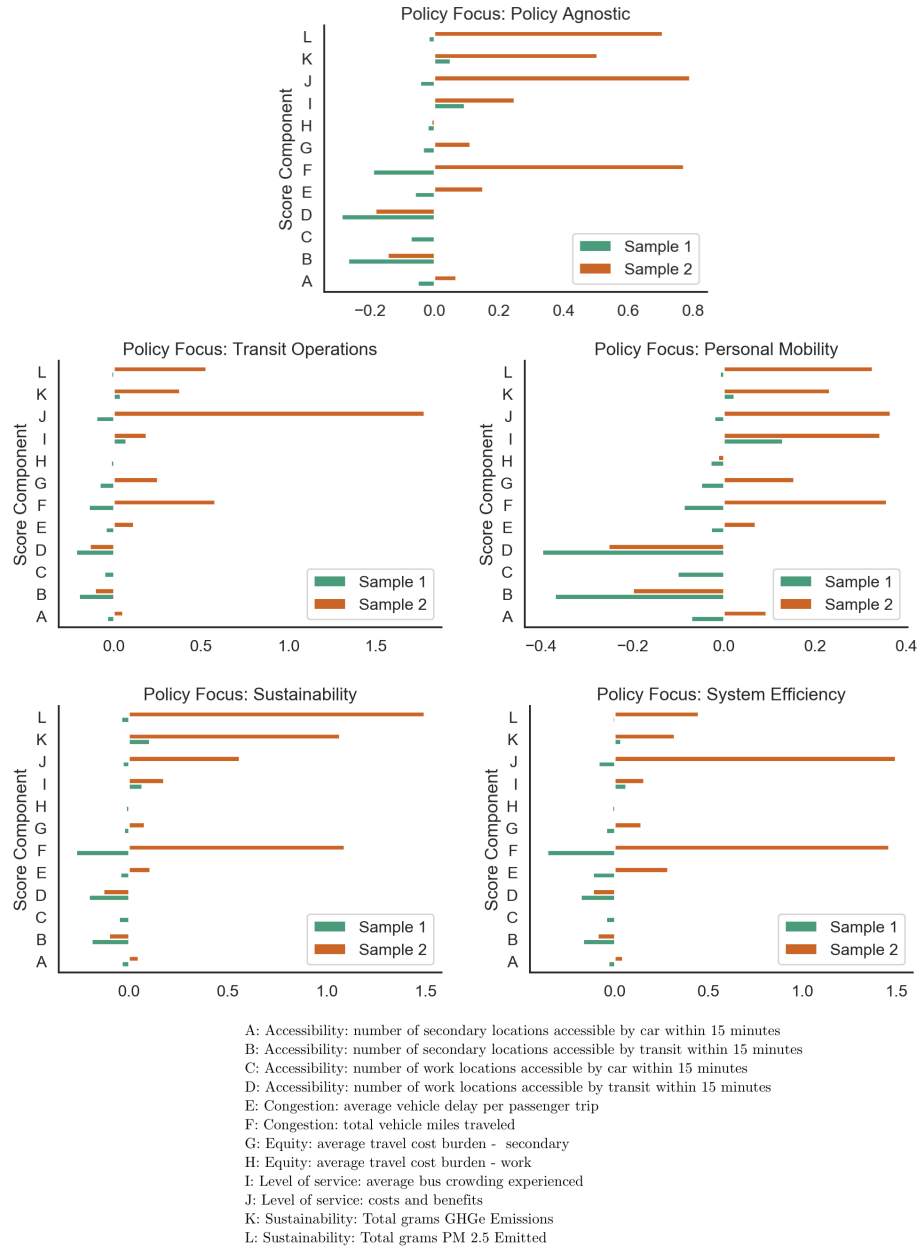 Policy Focus: Policy Agnostic
Score Component
L
K
J
I
H
G
F
E
D
C
B
A
Sample 1
Sample 2
−0.2 0.0 0.2 0.4 0.6 0.8
Policy Focus: Transit Operations
Score Component
L
K
J
I
H
G
F
E
D
C
B
A
Sample 1
Sample 2
0.0 0.5 1.0 1.5
Policy Focus: Personal Mobility
Score Component
L
K
J
I
H
G
F
E
D
C
B
A
Sample 1
Sample 2
−0.4 −0.2 0.0 0.2 0.4
Policy Focus: Sustainability
Score Component
L
K
J
I
H
G
F
E
D
C
B
A
Sample 1
Sample 2
0.0 0.5 1.0 1.5
Policy Focus: System Efficiency
Score Component
L
K
J
I
H
G
F
E
D
C
B
A
Sample 1
Sample 2
0.0 0.5 1.0 1.5
A: Accessibility: number of secondary locations accessible by car within 15 minutes
B: Accessibility: number of secondary locations accessible by transit within 15 minutes
C: Accessibility: number of work locations accessible by car within 15 minutes
D: Accessibility: number of work locations accessible by transit within 15 minutes
E: Congestion: average vehicle delay per passenger trip
F: Congestion: total vehicle miles traveled
G: Equity: average travel cost burden - secondary
H: Equity: average travel cost burden - work
I: Level of service: average bus crowding experienced
J: Level of service: costs and benefits
K: Sustainability: Total grams GHGe Emissions
L: Sustainability: Total grams PM 2.5 Emitted